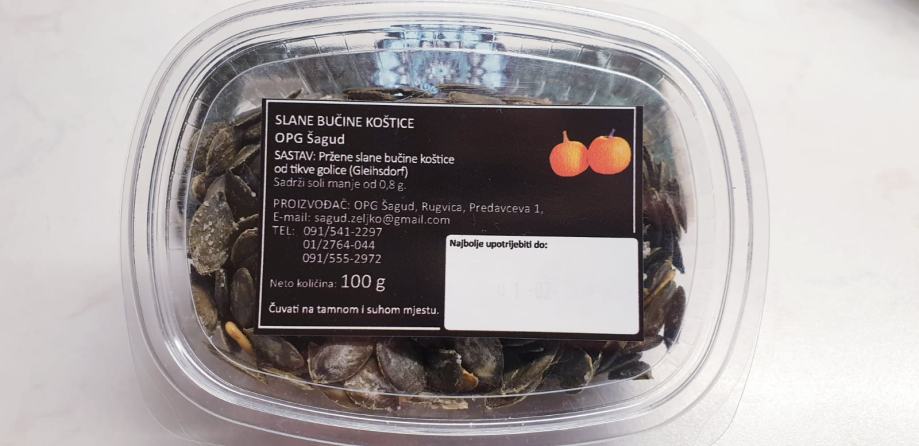 SLANE BUČINE KOŠTICE
OPG Šagud
SASTAV: Pržene slane bučine koštice
od tikve golice (Gleihsdorf)
Sadrži soli manje od 0,8 g.
PROIZVOĐAČ: OPG Šagud, Rugvica, Predavceva 1,
E-mail: sagud.zeljko@gmail.com
TEL: 091/541-2297
01/2764-044
091/555-2972
Neto količina: 100 g
Čuvati na tamnom i suhom mjestu.
Najbolje upotrijebiti do: